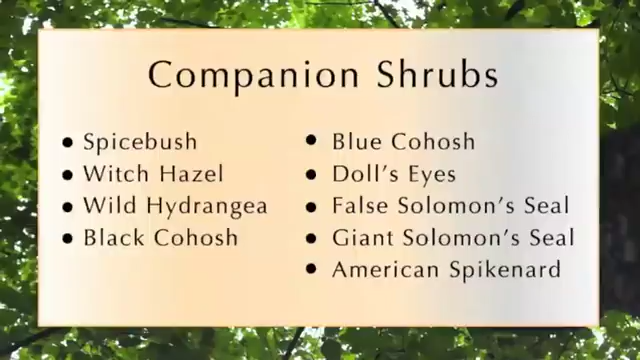 Companion Shrubs
• Spicebush
• Witch Hazel
• Wild Hydrangea
• Black Cohosh
• Blue Cohosh
• Doll's Eyes
• False Solomon's Seal
• Giant Solomon's Seal
• American Spikenard